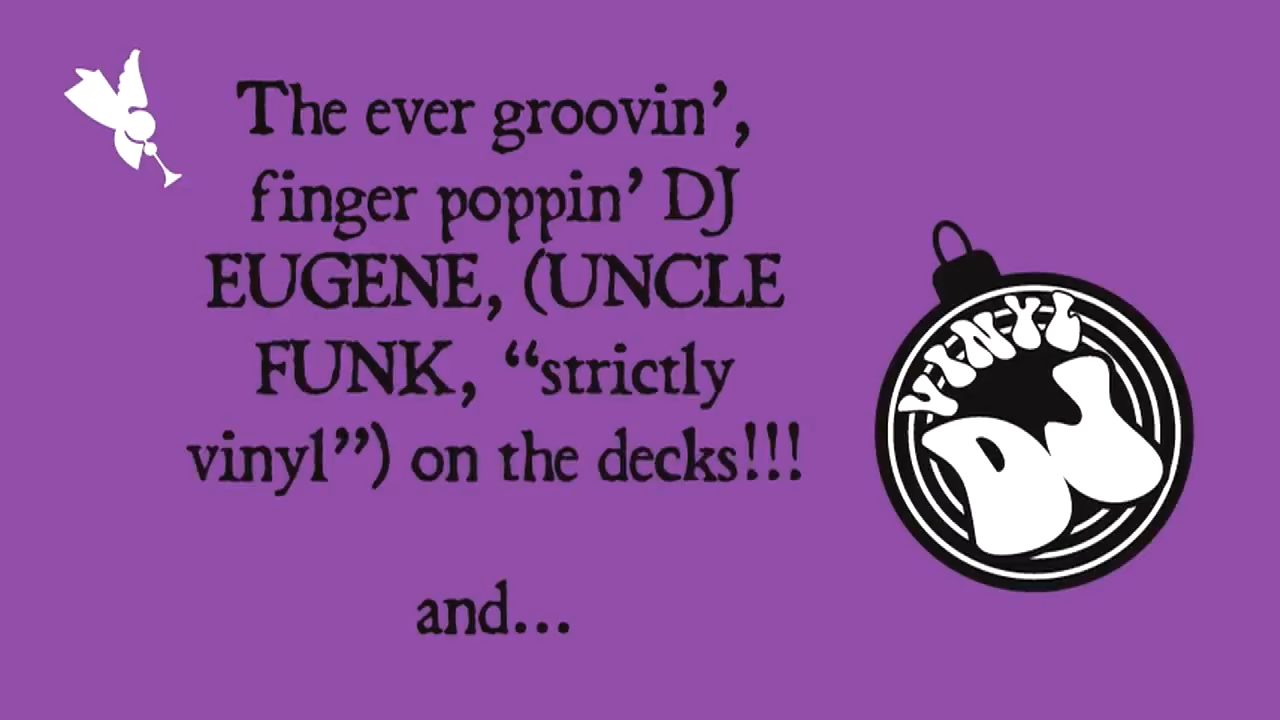 The ever groovin’,
finger poppin’ DJ
EUGENE, (UNCLE
FUNK, “strictly
vinyl”) on the decks!!!
and...
VINYL
DJ